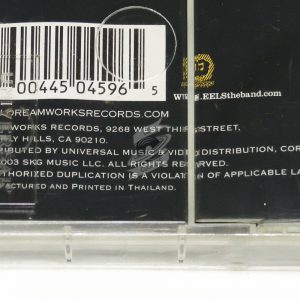 00445 04596 5
DREAMWORKSRECORDS.COM
WORKS RECORDS, 9268 WEST THIRD STREET,
LY HILLS, CA 90210.
WWW.EELSTHEBAND.COM
IBUTED BY UNIVERSAL MUSIC & VIDEO DISTRIBUTION, COR
003 SKG MUSIC LLC. ALL RIGHTS RESERVED.
THORIZED DUPLICATION IS A VIOLATION OF APPLICABLE LA
FACTURED AND PRINTED IN THAILAND.